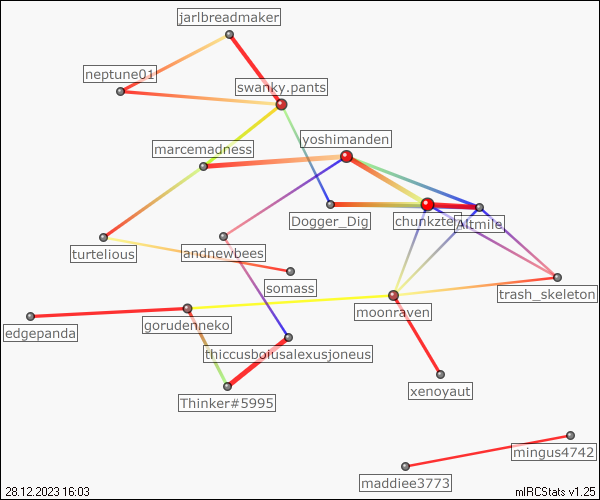 jarlbreadmaker
neptune01
swanky.pants
yoshimanden
marcemadness
Dogger_Dig
chunkzter
Altmile
turtelious
andnewbees
somass
trash_skeleton
moonraven
edgepanda
gorudenneko
thiccusboiusalexusjoneus
xenoyaut
Thinker#5995
mingus4742
maddiee3773
28.12.2023 16:03
mIRCStats v1.25